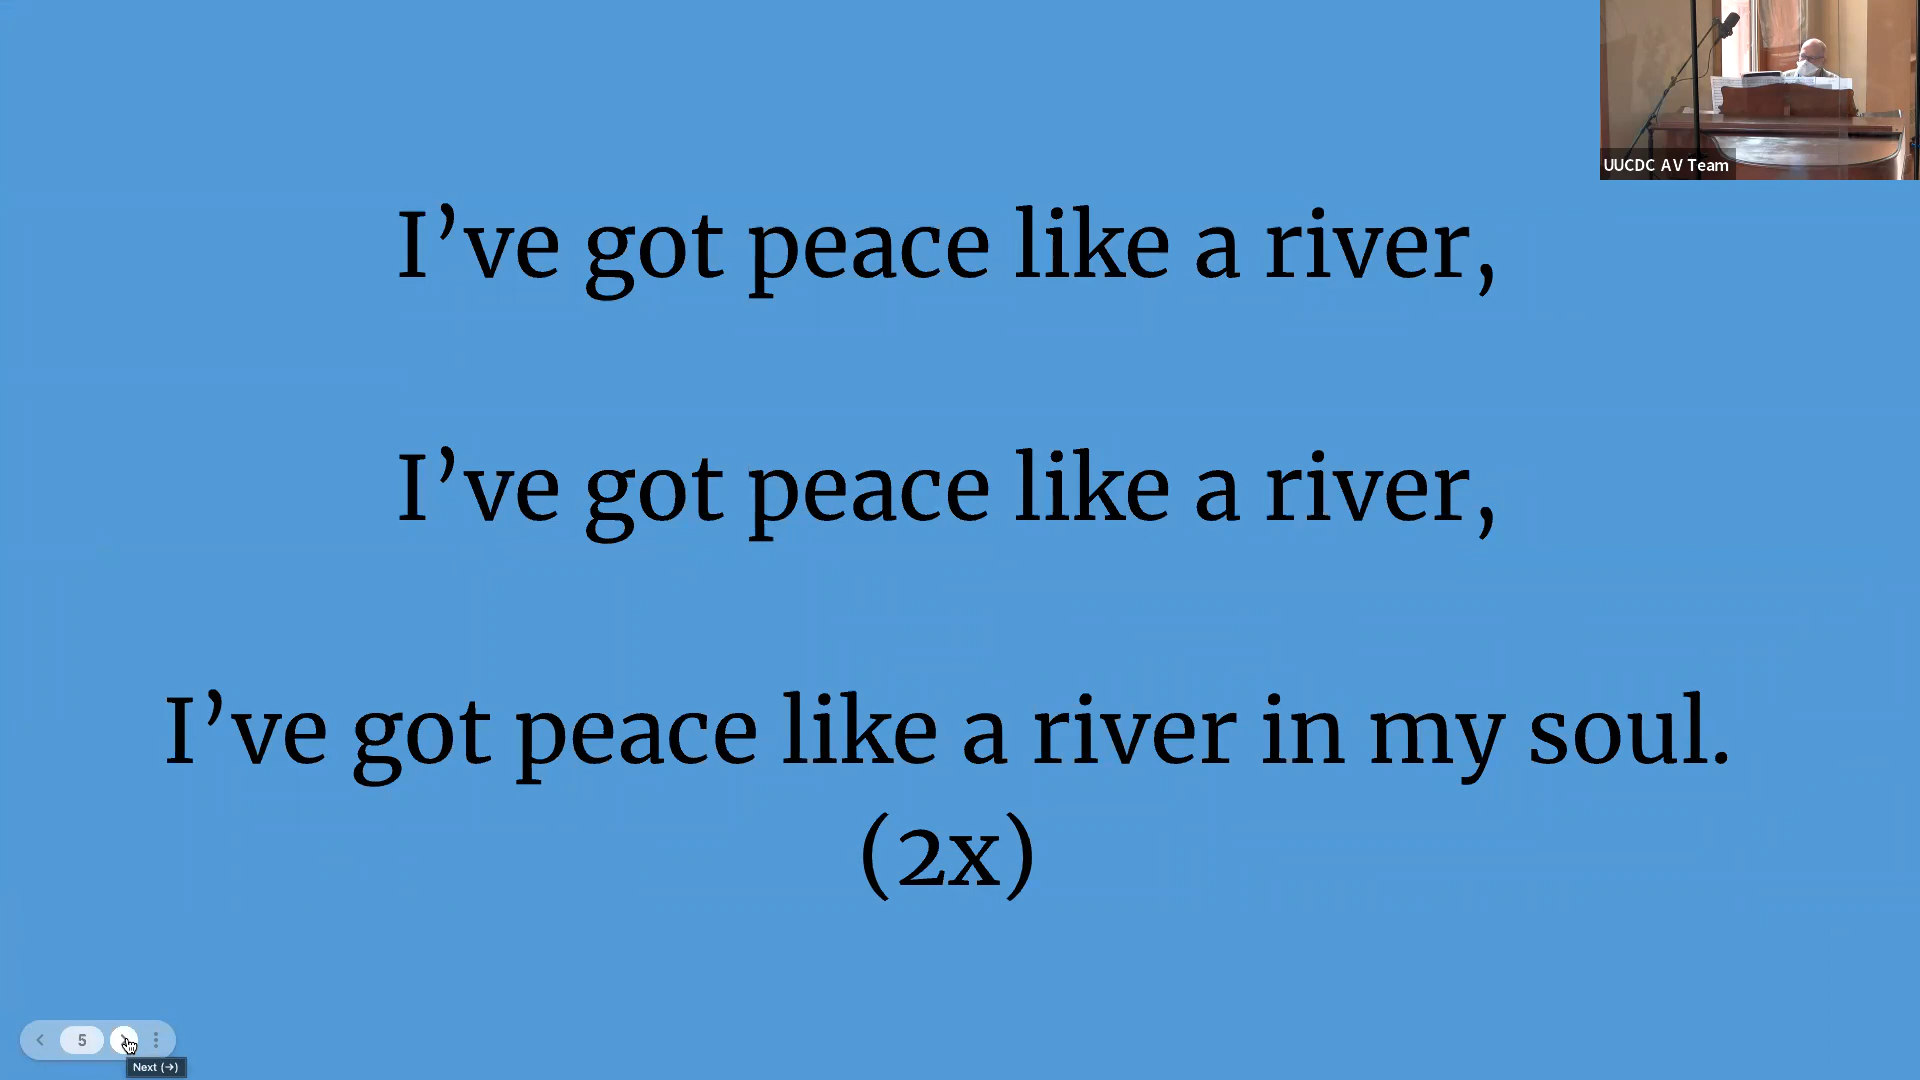 I’ve got peace like a river,
I’ve got peace like a river,
I’ve got peace like a river in my soul.
(2x)
UUCDC AV Team
5
Next (→)